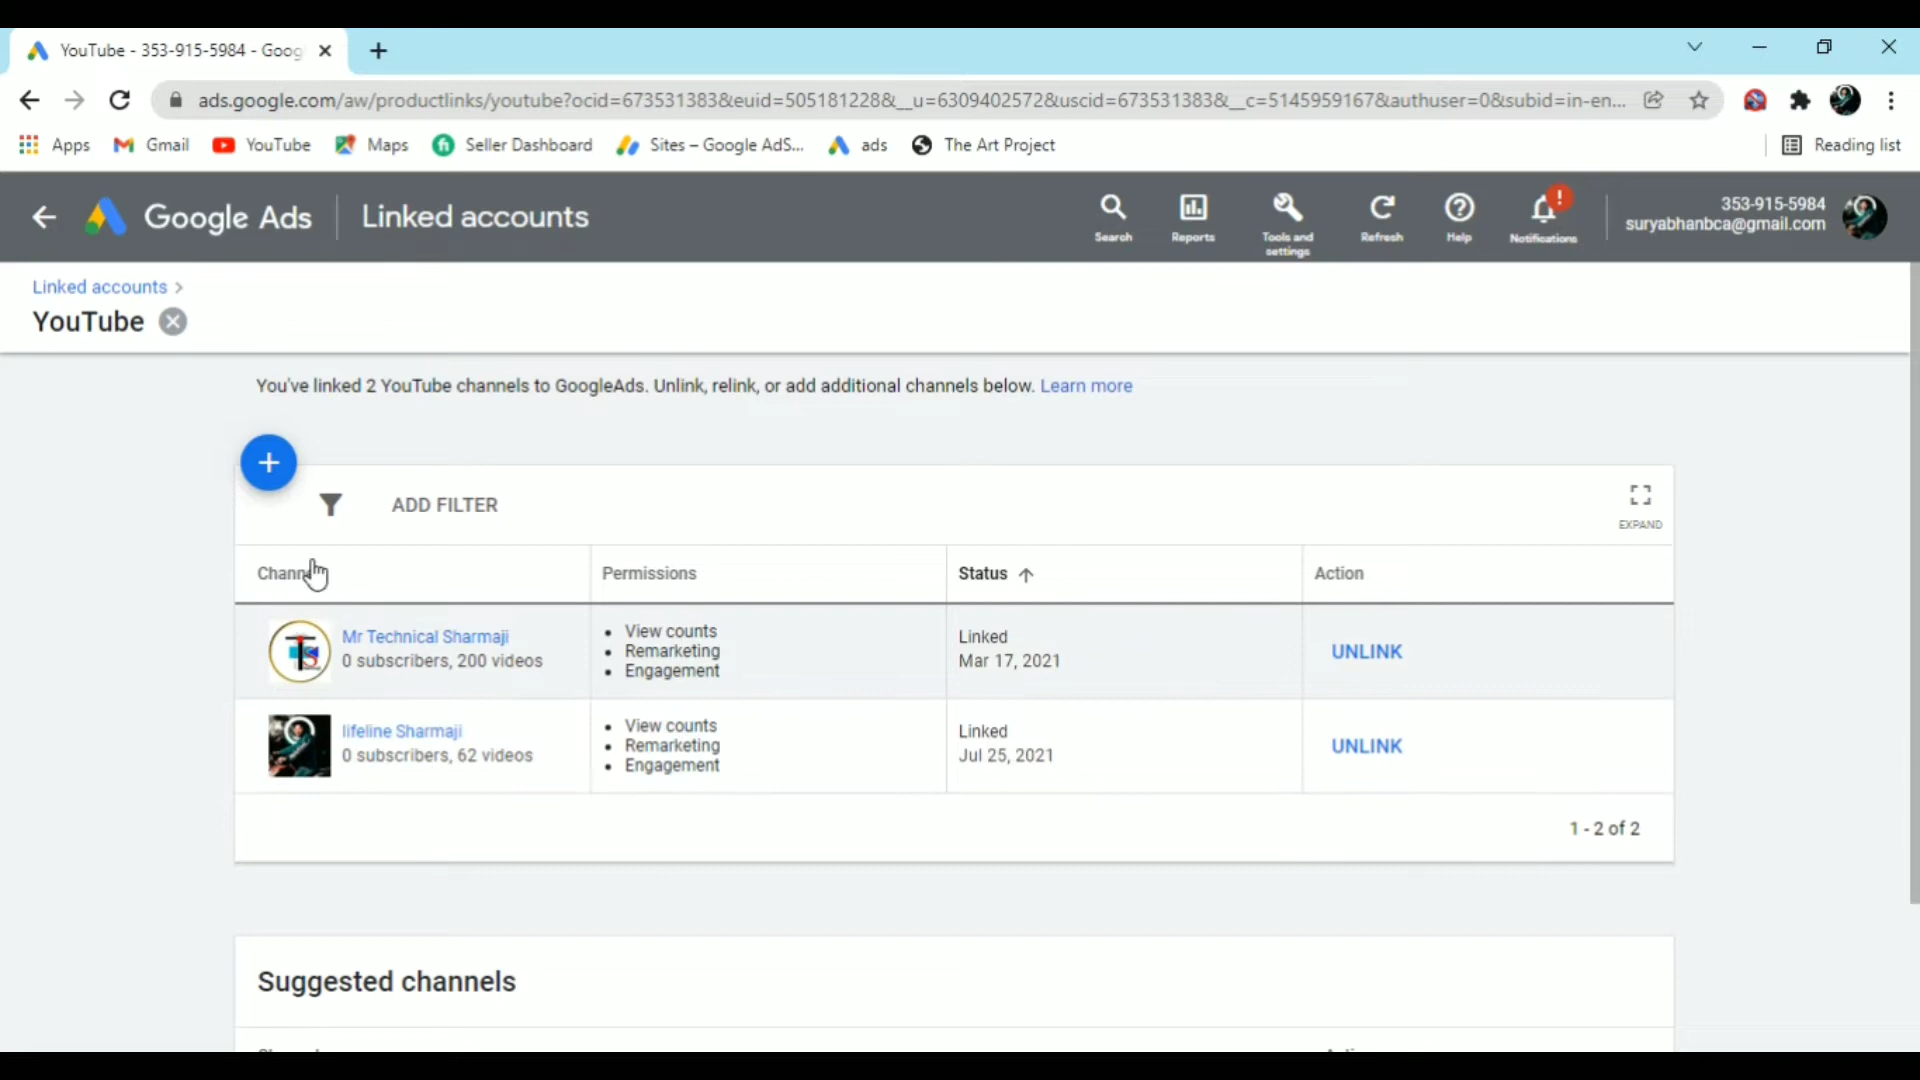 YouTube - 353-915-5984 - Goog
ads.google.com/aw/productlinks/youtube?ocid=673531383&euid=505181228&__u=6309402572&uscid=673531383&__c=5145959167&authuser=0&subid=in-en...
Apps
Gmail
YouTube
Maps
Seller Dashboard
Sites – Google AdS...
ads
The Art Project
Reading list
Google Ads
Linked accounts
Search
Reports
Tools and
settings
Refresh
Help
!
Notifications
353-915-5984
suryabhanbca@gmail.com
Linked accounts >
YouTube
You've linked 2 YouTube channels to GoogleAds. Unlink, relink, or add additional channels below. Learn more
ADD FILTER
EXPAND
Permissions
Status
Action
Mr Technical Sharmaji
0 subscribers, 200 videos
• View counts
• Remarketing
• Engagement
Linked
Mar 17, 2021
UNLINK
lifeline Sharmaji
0 subscribers, 62 videos
• View counts
• Remarketing
• Engagement
Linked
Jul 25, 2021
UNLINK
1 - 2 of 2
Suggested channels